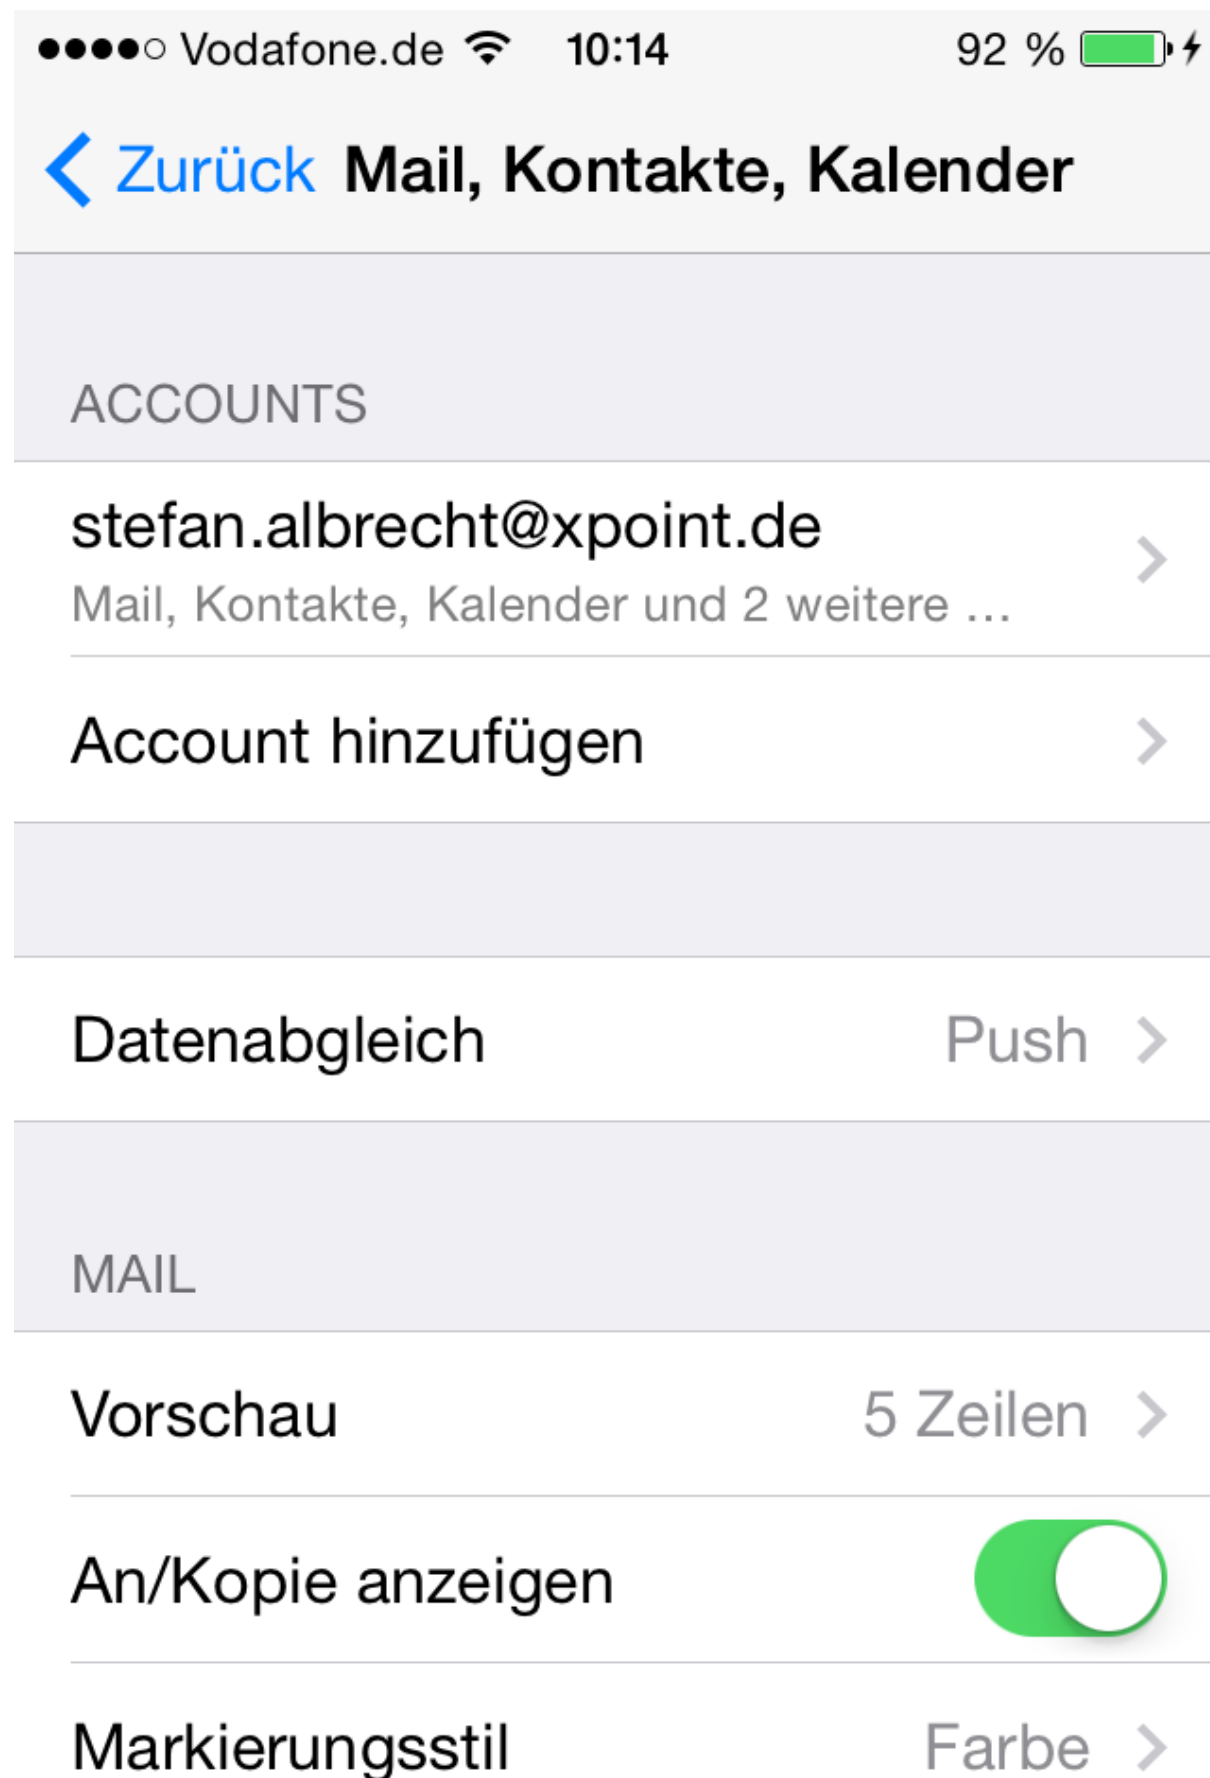 Vodafone.de 10:14 92 %
Zurück Mail, Kontakte, Kalender
ACCOUNTS
stefan.albrecht@xpoint.de
Mail, Kontakte, Kalender und 2 weitere ...
Account hinzufügen
Datenabgleich Push
MAIL
Vorschau 5 Zeilen
An/Kopie anzeigen
Markierungsstil Farbe